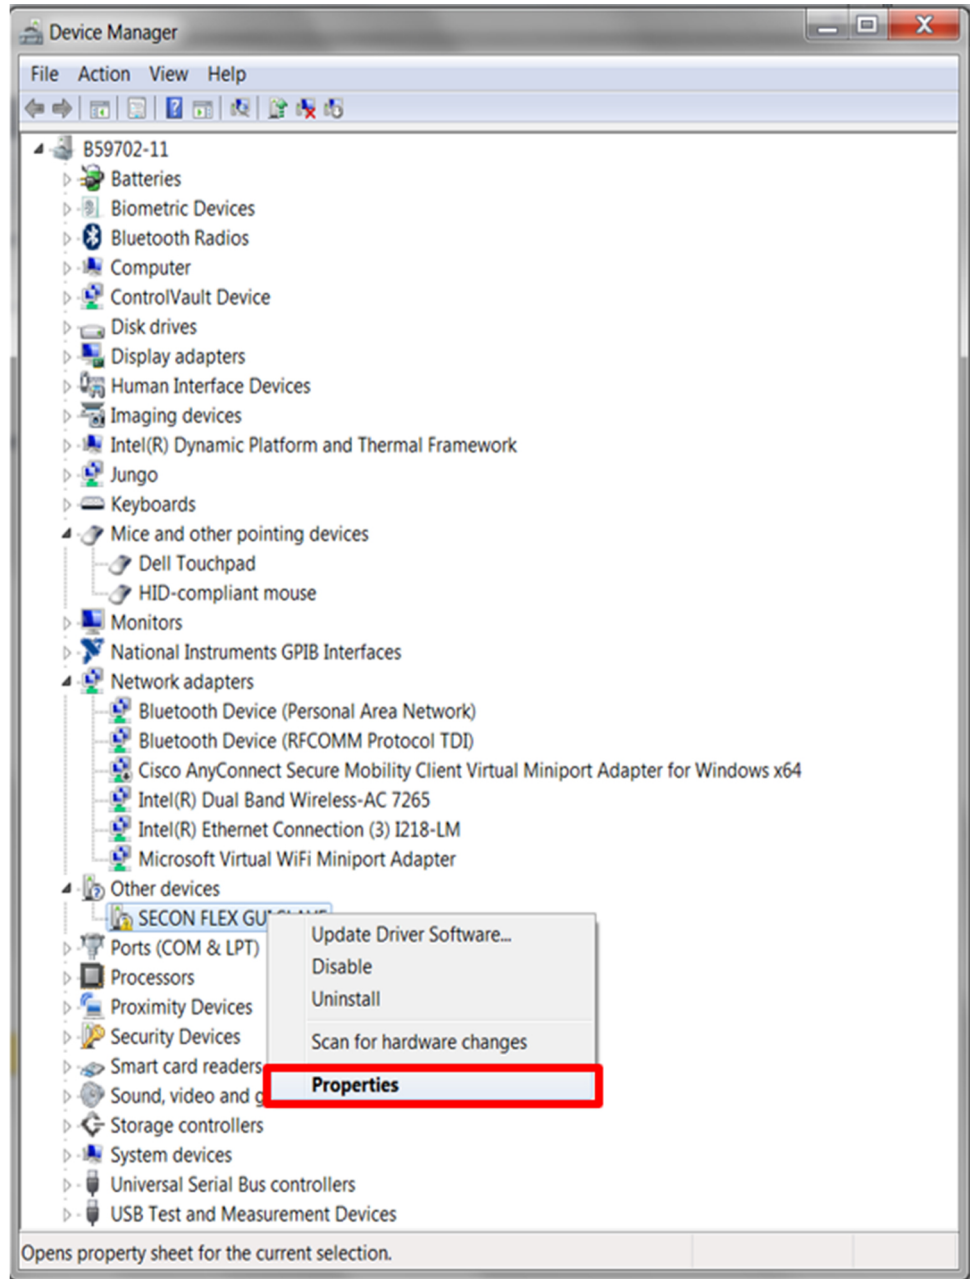 Device Manager
File Action View Help
B59702-11
Batteries
Biometric Devices
Bluetooth Radios
Computer
ControlVault Device
Disk drives
Display adapters
Human Interface Devices
Imaging devices
Intel(R) Dynamic Platform and Thermal Framework
Jungo
Keyboards
Mice and other pointing devices
Dell Touchpad
HID-compliant mouse
Monitors
National Instruments GPIB Interfaces
Network adapters
Bluetooth Device (Personal Area Network)
Bluetooth Device (RFCOMM Protocol TDI)
Cisco AnyConnect Secure Mobility Client Virtual Miniport Adapter for Windows x64
Intel(R) Dual Band Wireless-AC 7265
Intel(R) Ethernet Connection (3) I218-LM
Microsoft Virtual WiFi Miniport Adapter
Other devices
SECON FLEX GUI
Update Driver Software...
Ports (COM & LPT)
Disable
Processors
Uninstall
Proximity Devices
Security Devices
Scan for hardware changes
Smart card readers
Properties
Sound, video and g
Storage controllers
System devices
Universal Serial Bus controllers
USB Test and Measurement Devices
Opens property sheet for the current selection.